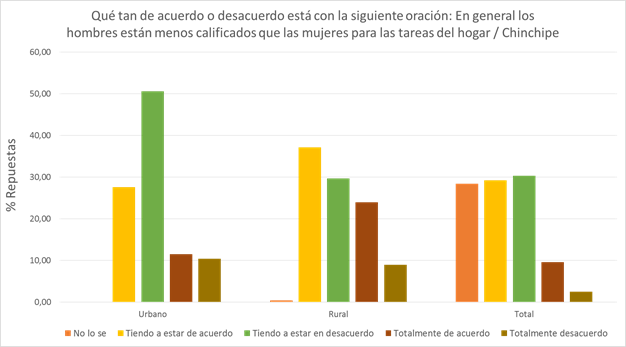 Qué tan de acuerdo o desacuerdo está con la siguiente oración: En general los
hombres están menos calificados que las mujeres para las tareas del hogar / Chinchipe
60,00
50,00
40,00
30,00
20,00
10,00
0,00
% Repuestas
Urbano Rural Total
No lo se Tiendo a estar de acuerdo Tiendo a estar en desacuerdo Totalmente de acuerdo Totalmente desacuerdo